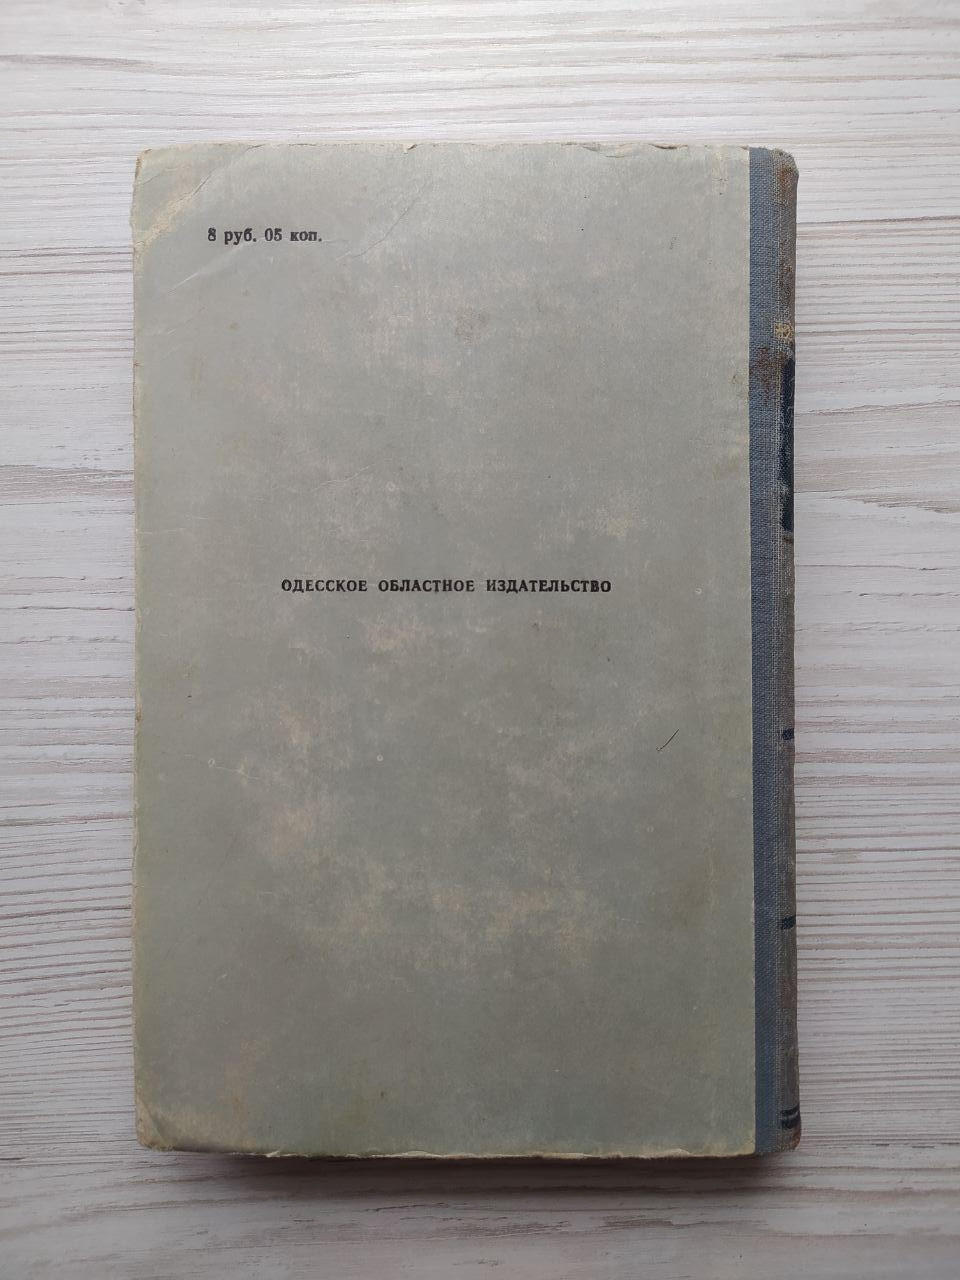 8 руб. 05 коп.
ОДЕССКОЕ ОБЛАСТНОЕ ИЗДАТЕЛЬСТВО